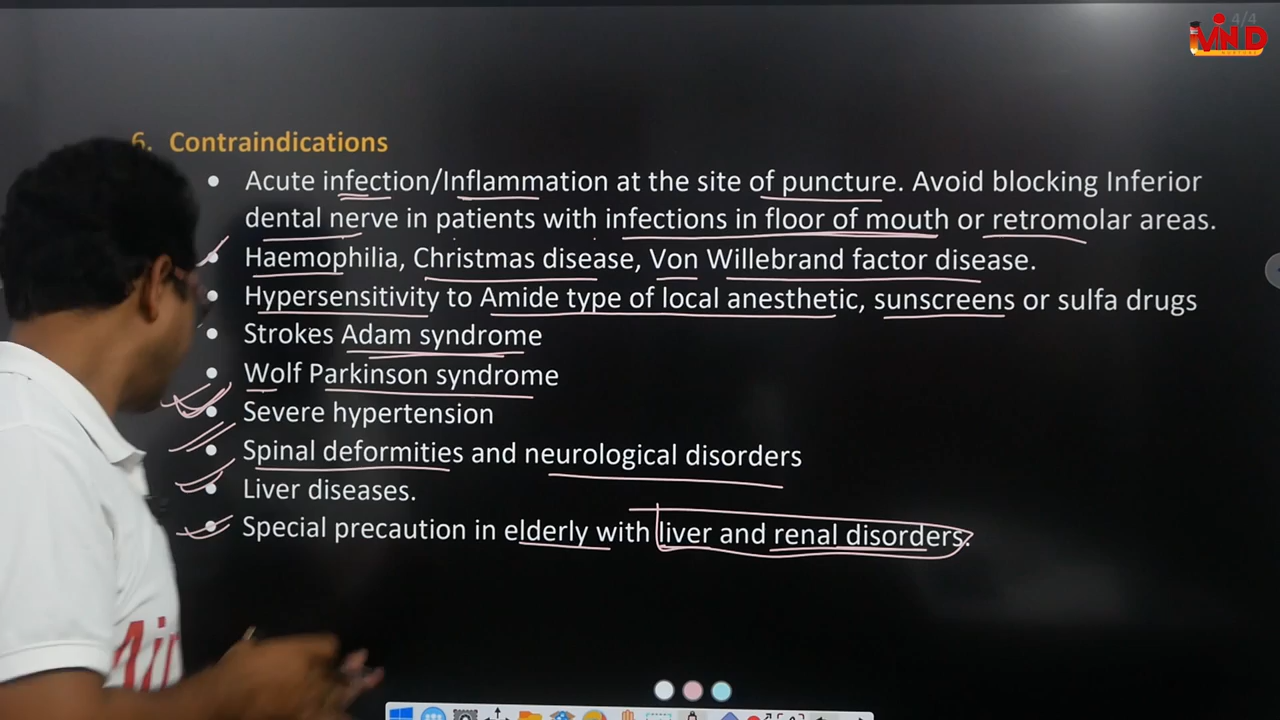 4/4
MIND
6. Contraindications
• Acute infection/Inflammation at the site of puncture. Avoid blocking Inferior
dental nerve in patients with infections in floor of mouth or retromolar areas.
• Haemophilia, Christmas disease, Von Willebrand factor disease.
• Hypersensitivity to Amide type of local anesthetic, sunscreens or sulfa drugs
• Strokes Adam syndrome
• Wolf Parkinson syndrome
• Severe hypertension
• Spinal deformities and neurological disorders
• Liver diseases.
• Special precaution in elderly with liver and renal disorders.